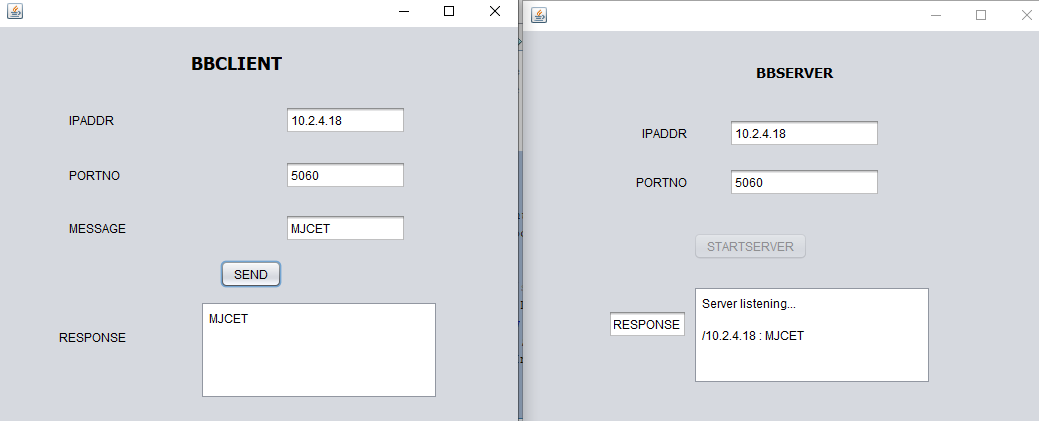 BBCLIENT
IPADDR 10.2.4.18
PORTNO 5060
MESSAGE MJCET
SEND
RESPONSE MJCET
BBSERVER
IPADDR 10.2.4.18
PORTNO 5060
STARTSERVER
Server listening...
RESPONSE
/10.2.4.18 : MJCET